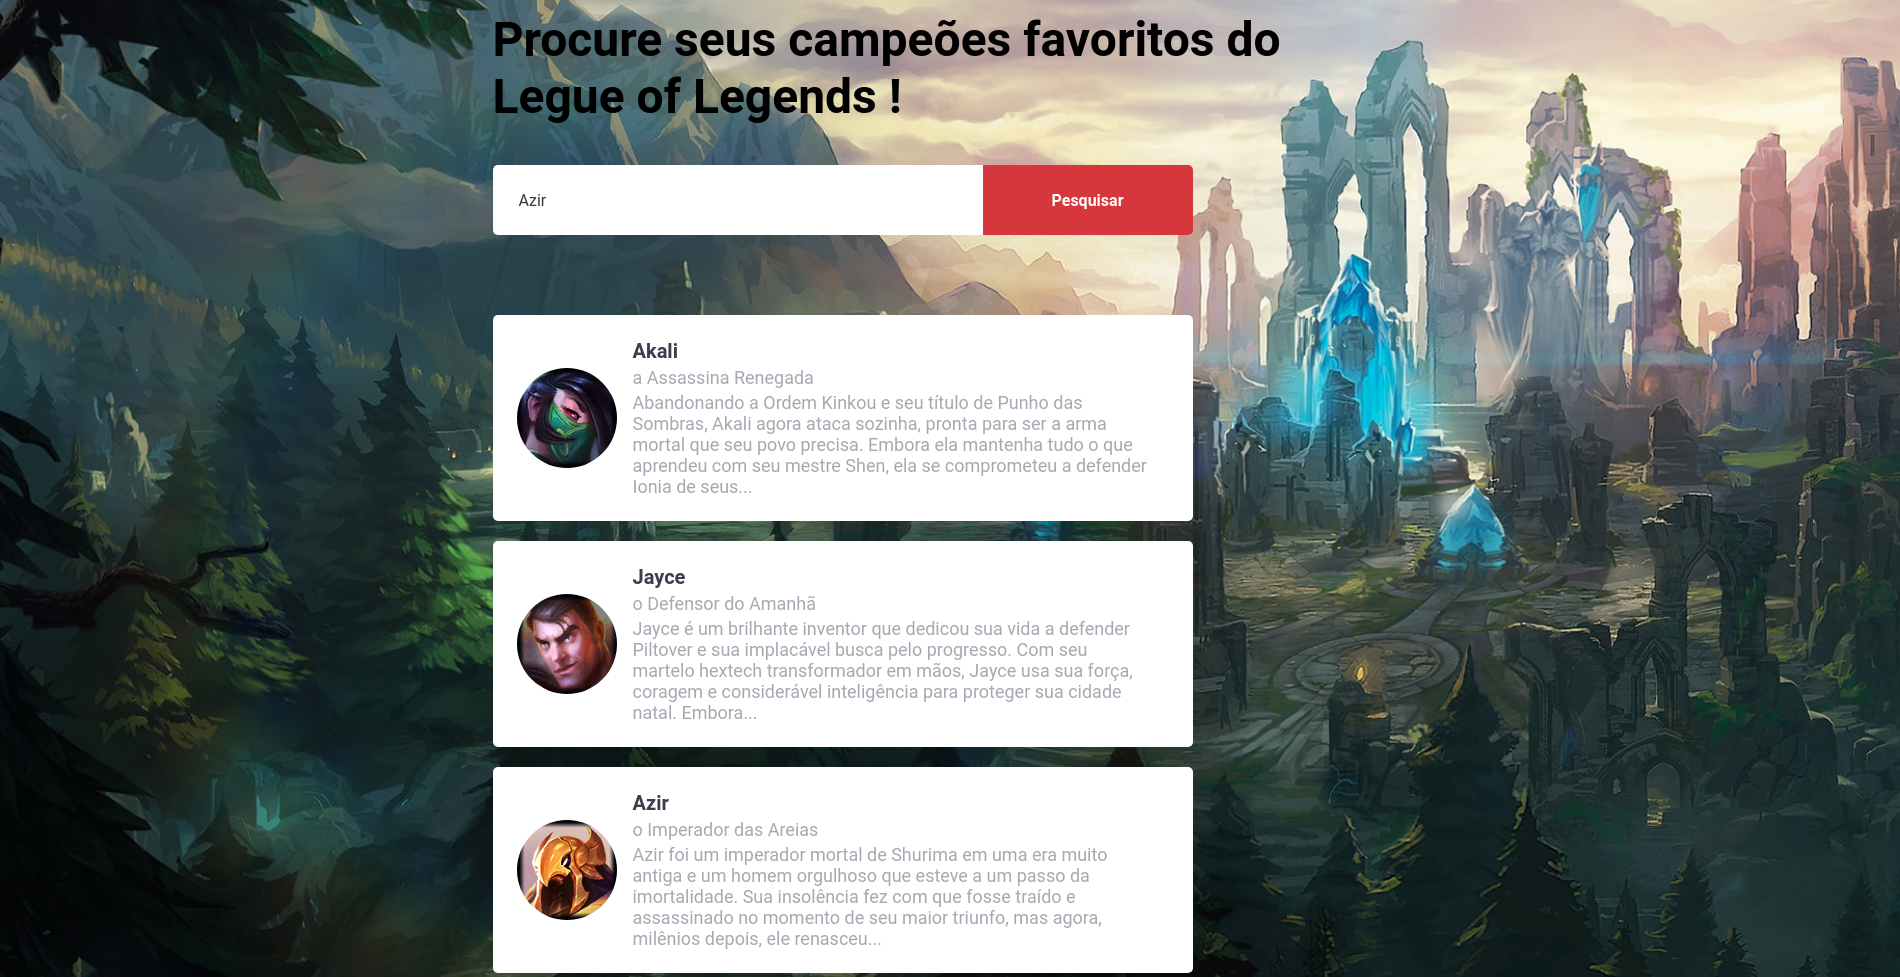 Procure seus campeões favoritos do
Legue of Legends !
Azir
Pesquisar
Akali
a Assassina Renegada
Abandonando a Ordem Kinkou e seu título de Punho das
Sombras, Akali agora ataca sozinha, pronta para ser a arma
mortal que seu povo precisa. Embora ela mantenha tudo o que
aprendeu com seu mestre Shen, ela se comprometeu a defender
Ionia de seus...
Jayce
o Defensor do Amanhã
Jayce é um brilhante inventor que dedicou sua vida a defender
Piltover e sua implacável busca pelo progresso. Com seu
martelo hextech transformador em mãos, Jayce usa sua força,
coragem e considerável inteligência para proteger sua cidade
natal. Embora...
Azir
o Imperador das Areias
Azir foi um imperador mortal de Shurima em uma era muito
antiga e um homem orgulhoso que esteve a um passo da
imortalidade. Sua insolência fez com que fosse traído e
assassinado no momento de seu maior triunfo, mas agora,
milênios depois, ele renasceu...